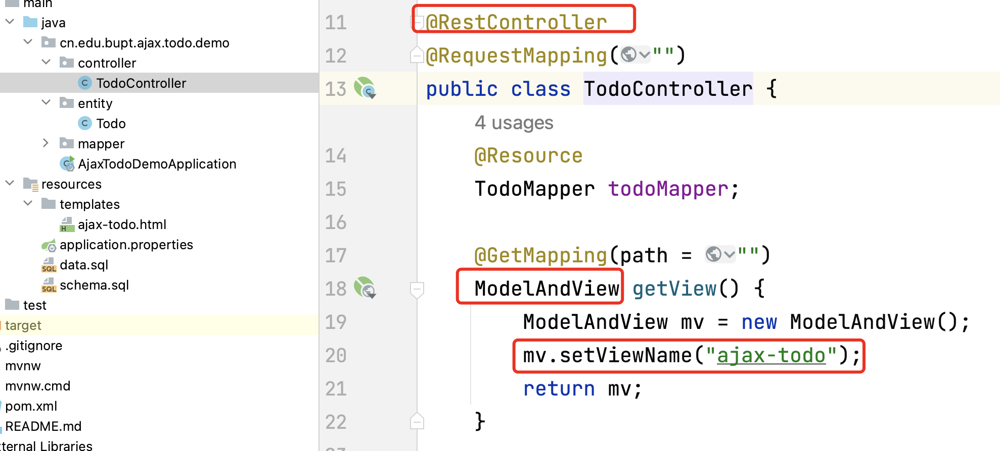 main
java
cn.edu.bupt.ajax.todo.demo
controller
C TodoController
entity
C Todo
mapper
AjaxTodoDemoApplication
resources
templates
H ajax-todo.html
application.properties
SQL data.sql
SQL schema.sql
test
target
.gitignore
mvnw
mvnw.cmd
pom.xml
README.md
xternal Libraries
11 @RestController
12 @RequestMapping("")
13 public class TodoController {
4 usages
14 @Resource
15 TodoMapper todoMapper;
16
17 @GetMapping(path = "")
18 ModelAndView getView() {
19 ModelAndView mv = new ModelAndView();
20 mv.setViewName("ajax-todo");
21 return mv;
22 }